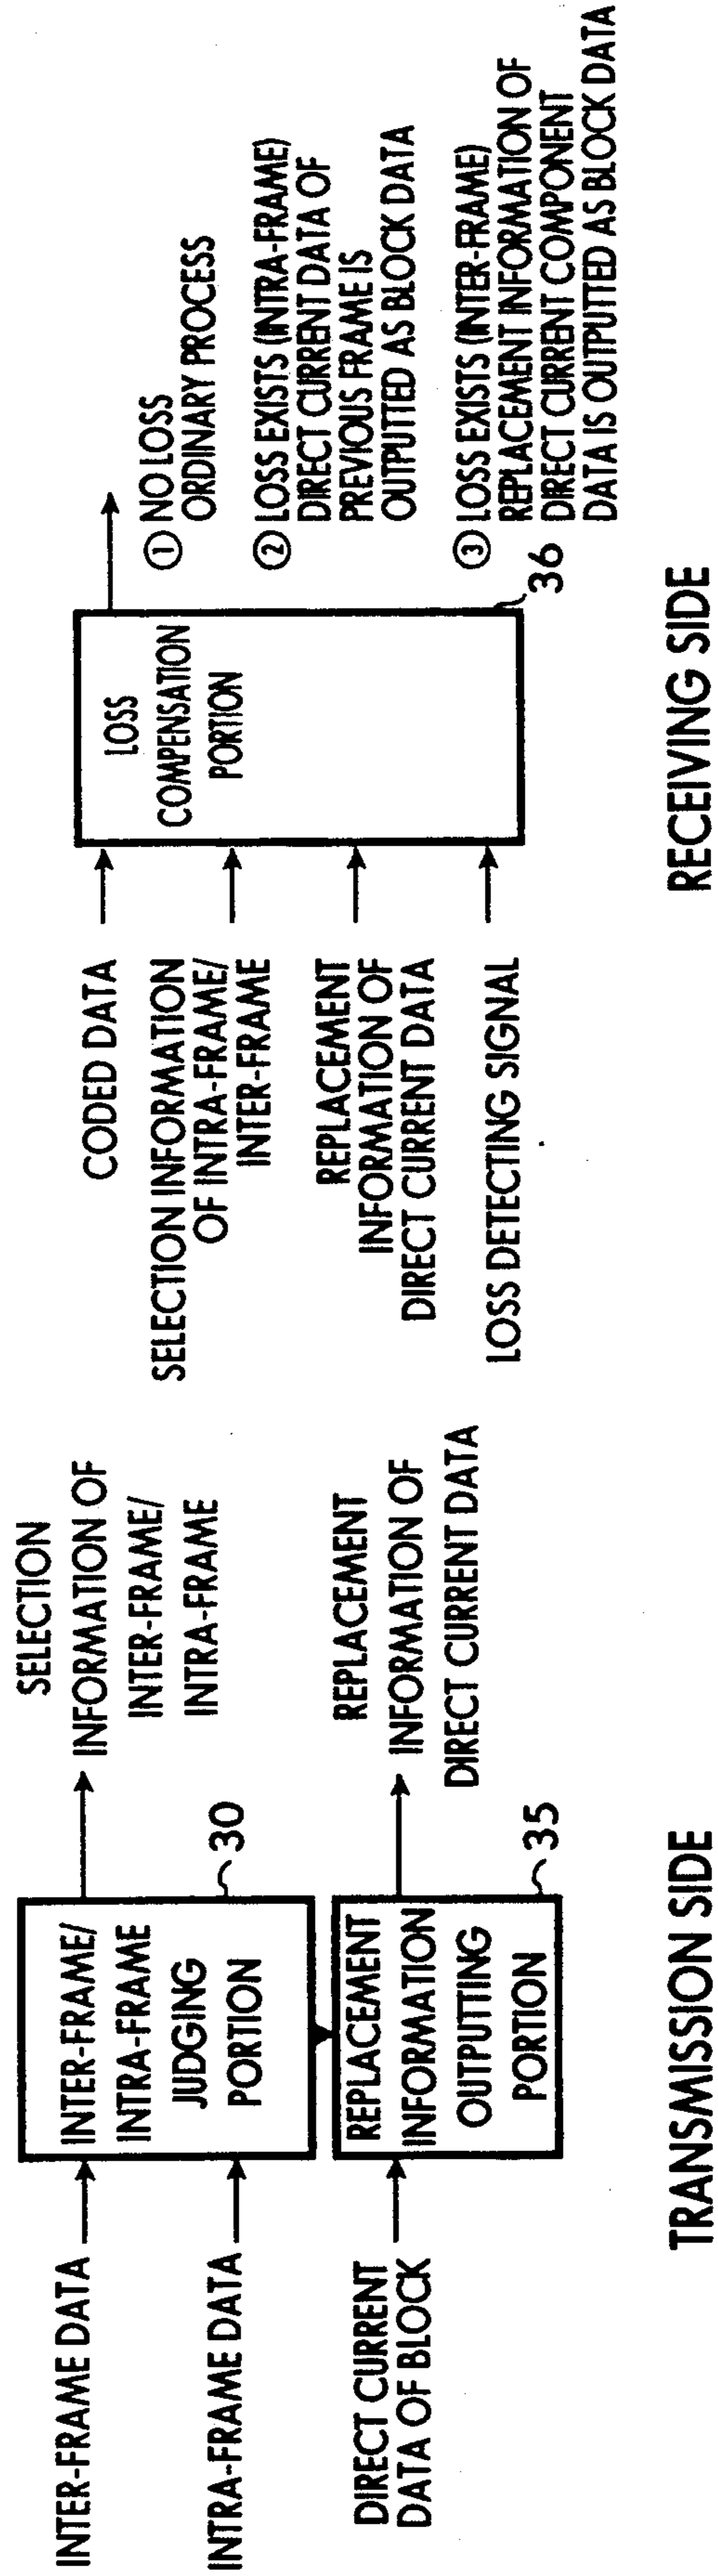 INTER-FRAME DATA
INTRA-FRAME DATA
DIRECT CURRENT
DATA OF BLOCK
INTER-FRAME/
INTRA-FRAME
JUDGING
PORTION
30
REPLACEMENT
INFORMATION
OUTPUTTING
PORTION
35
SELECTION
INFORMATION OF
INTER-FRAME/
INTRA-FRAME
REPLACEMENT
INFORMATION OF
DIRECT CURRENT DATA
TRANSMISSION SIDE
CODED DATA
SELECTION INFORMATION
OF INTRA-FRAME/
INTER-FRAME
REPLACEMENT
INFORMATION OF
DIRECT CURRENT DATA
LOSS DETECTING SIGNAL
LOSS
COMPENSATION
PORTION
36
① NO LOSS
ORDINARY PROCESS
② LOSS EXISTS (INTRA-FRAME)
DIRECT CURRENT DATA OF
PREVIOUS FRAME IS
OUTPUTTED AS BLOCK DATA
③ LOSS EXISTS (INTER-FRAME)
REPLACEMENT INFORMATION OF
DIRECT CURRENT COMPONENT
DATA IS OUTPUTTED AS BLOCK DATA
RECEIVING SIDE